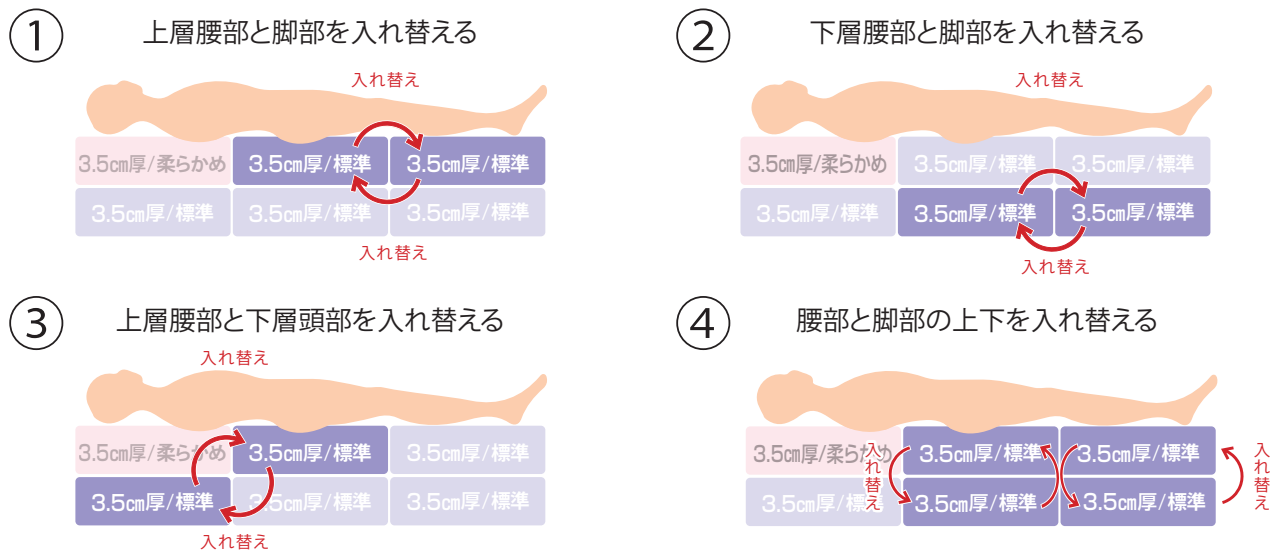 ① 上層腰部と脚部を入れ替える
入れ替え
3.5cm厚/柔らかめ 3.5cm厚/標準 3.5cm厚/標準
3.5cm厚/標準 3.5cm厚/標準 3.5cm厚/標準
入れ替え
② 下層腰部と脚部を入れ替える
入れ替え
3.5cm厚/柔らかめ 3.5cm厚/標準 3.5cm厚/標準
3.5cm厚/標準 3.5cm厚/標準 3.5cm厚/標準
入れ替え
③ 上層腰部と下層頭部を入れ替える
入れ替え
3.5cm厚/柔らかめ 3.5cm厚/標準 3.5cm厚/標準
3.5cm厚/標準 3.5cm厚/標準 3.5cm厚/標準
入れ替え
④ 腰部と脚部の上下を入れ替える
3.5cm厚/柔らかめ 3.5cm厚/標準 3.5cm厚/標準
3.5cm厚/標準 3.5cm厚/標準 3.5cm厚/標準
入れ替え
入れ替え